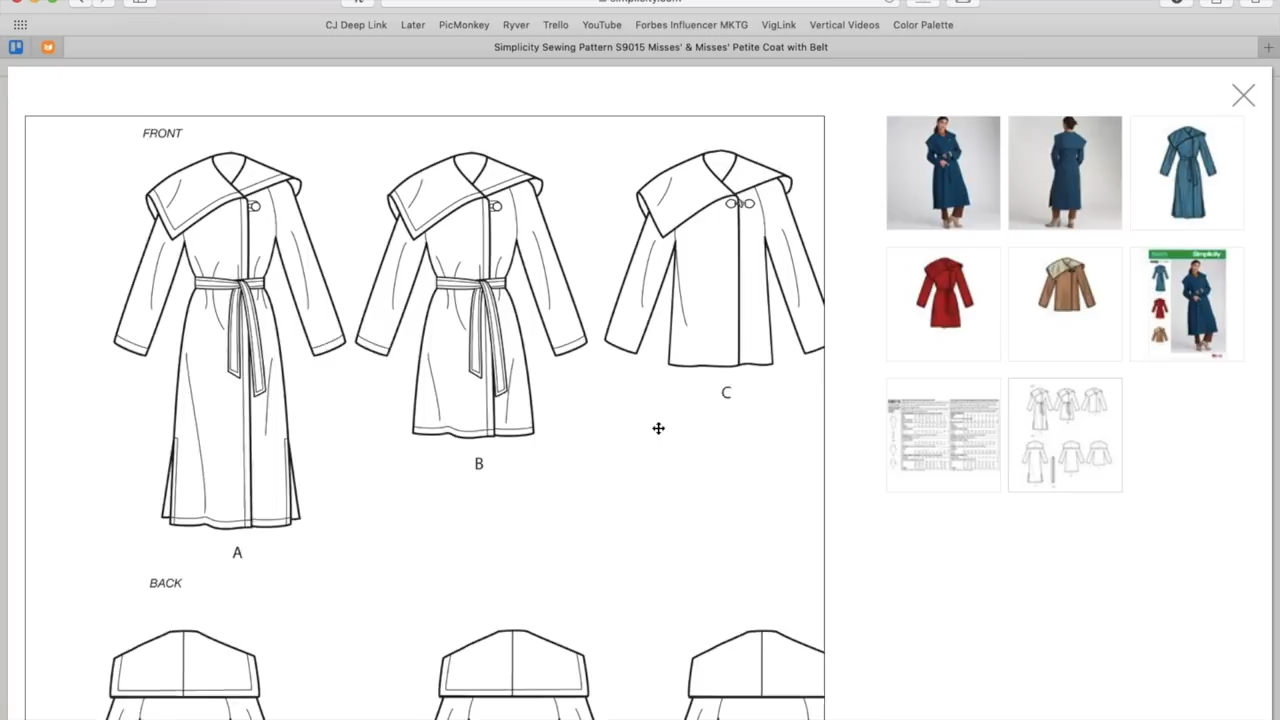 CJ Deep Link Later PicMonkey Ryver Trello YouTube Forbes Influencer MKTG VigLink Vertical Videos Color Palette
Simplicity Sewing Pattern S9015 Misses' & Misses' Petite Coat with Belt
FRONT
A
B
C
BACK
Simplicity